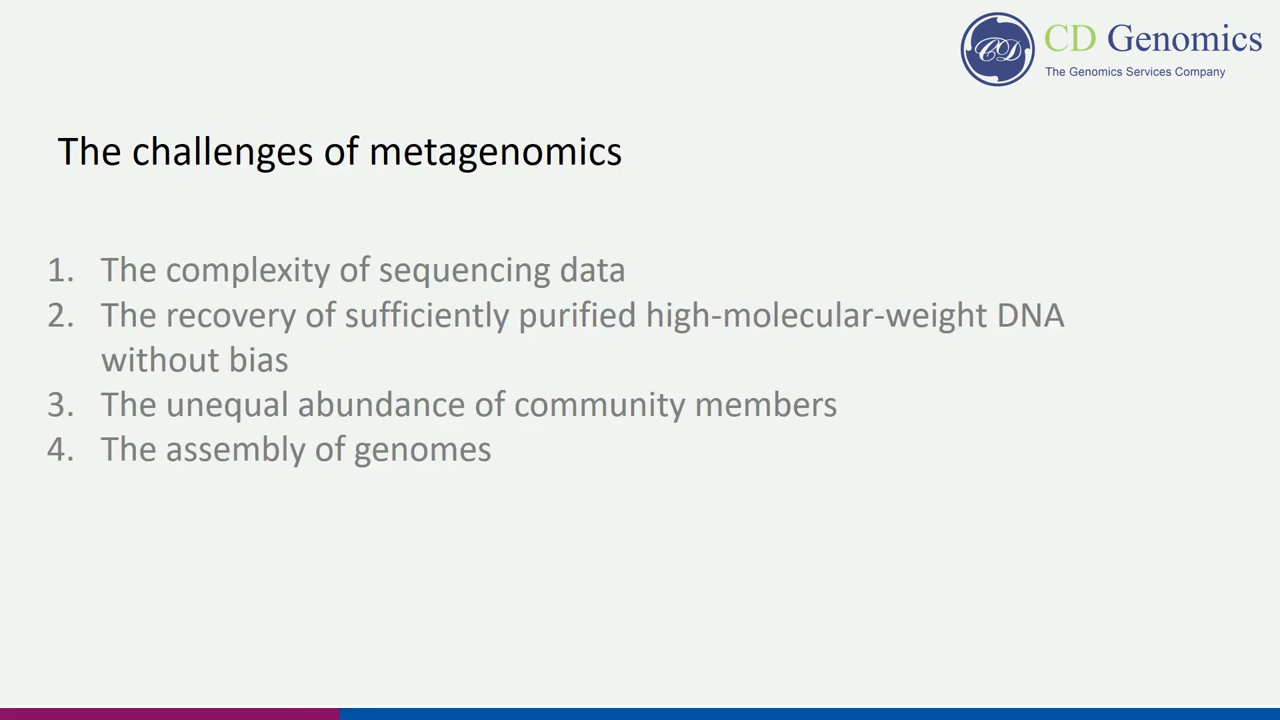 CD Genomics
The Genomics Services Company
The challenges of metagenomics
1. The complexity of sequencing data
2. The recovery of sufficiently purified high-molecular-weight DNA
without bias
3. The unequal abundance of community members
4. The assembly of genomes